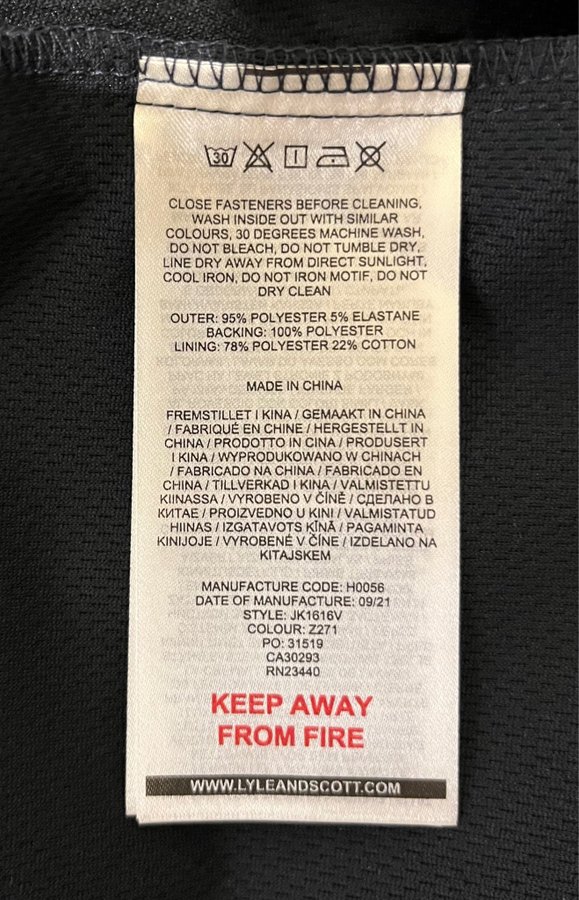 30
CLOSE FASTENERS BEFORE CLEANING,
WASH INSIDE OUT WITH SIMILAR
COLOURS, 30 DEGREES MACHINE WASH,
DO NOT BLEACH, DO NOT TUMBLE DRY,
LINE DRY AWAY FROM DIRECT SUNLIGHT,
COOL IRON, DO NOT IRON MOTIF, DO NOT
DRY CLEAN
OUTER: 95% POLYESTER 5% ELASTANE
BACKING: 100% POLYESTER
LINING: 78% POLYESTER 22% COTTON
MADE IN CHINA
FREMSTILLET I KINA / GEMAAKT IN CHINA
/ FABRIQUÉ EN CHINE / HERGESTELLT IN
CHINA / PRODOTTO IN CINA / PRODUSERT
I KINA / WYPRODUKOWANO W CHINACH
/ FABRICADO NA CHINA / FABRICADO EN
CHINA / TILLVERKAD I KINA / VALMISTETTU
KIINASSA / VYROBENO V ČÍNĚ / СДЕЛАНО В
КИТАЕ / PROIZVEDNO U KINI / VALMISTATUD
HIINAS / IZGATAVOTS ĶĪNĀ / PAGAMINTA
KINIJOJE / VYROBENÉ V ČÍNE / IZDELANO NA
KITAJSKEM
MANUFACTURE CODE: H0056
DATE OF MANUFACTURE: 09/21
STYLE: JK1616V
COLOUR: Z271
PO: 31519
CA30293
RN23440
KEEP AWAY
FROM FIRE
WWW.LYLEANDSCOTT.COM